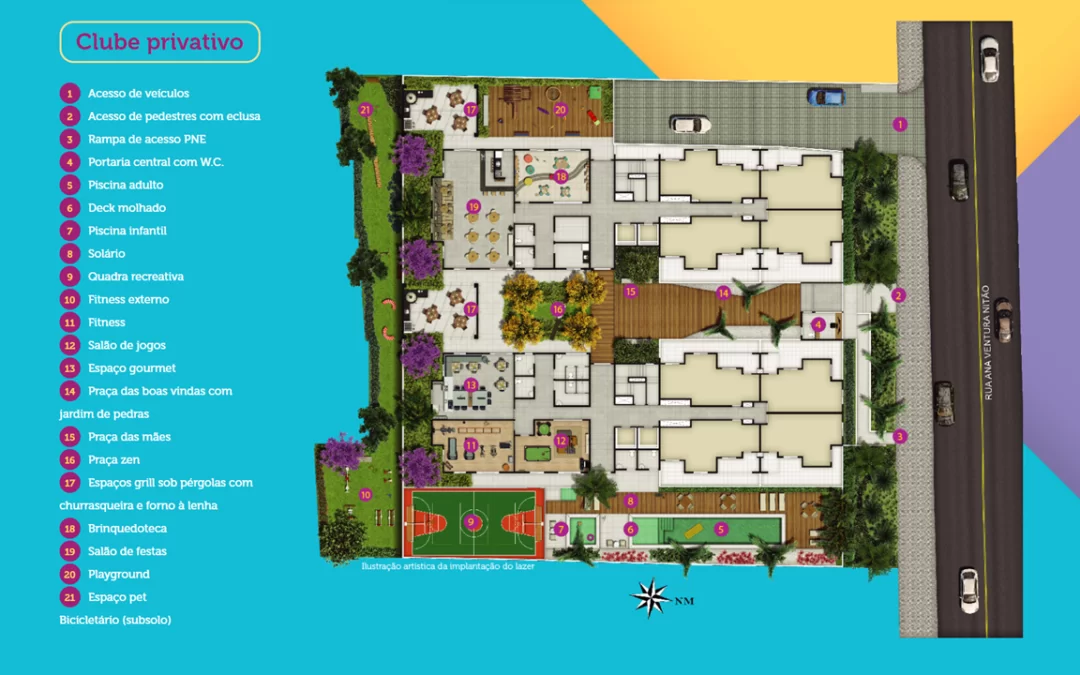 Clube privativo
1 Acesso de veículos
2 Acesso de pedestres com eclusa
3 Rampa de acesso PNE
4 Portaria central com W.C.
5 Piscina adulto
6 Deck molhado
7 Piscina infantil
8 Solário
9 Quadra recreativa
10 Fitness externo
11 Fitness
12 Salão de jogos
13 Espaço gourmet
14 Praça das boas vindas com
jardim de pedras
15 Praça das mães
16 Praça zen
17 Espaços grill sob pérgolas com
churrasqueira e forno à lenha
18 Brinquedoteca
19 Salão de festas
20 Playground
21 Espaço pet
Bicicletário (subsolo)
21
17
20
1
18
19
15
14
2
17
16
4
RUA ANA VENTURA NITÃO
13
11
12
3
10
9
8
7
6
5
Ilustração artística da implantação do lazer
NM